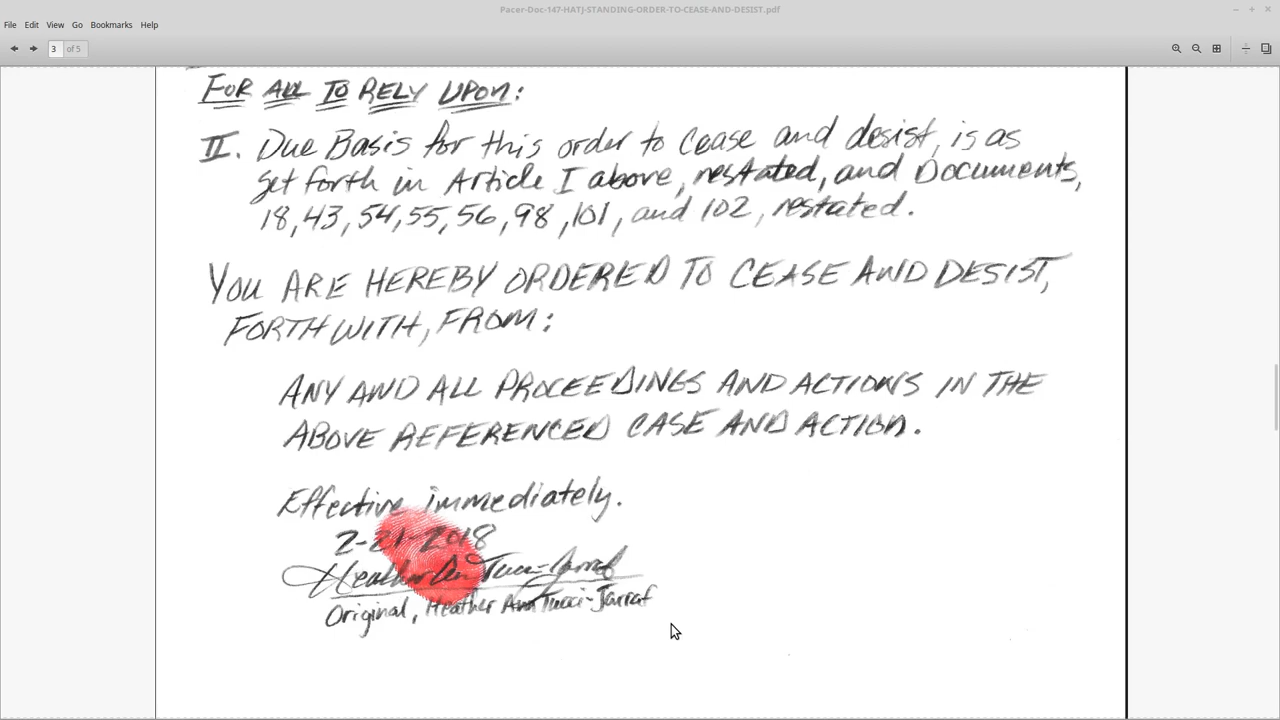 Pacer-Doc-147-HATJ-STANDING-ORDER-TO-CEASE-AND-DESIST.pdf
File Edit View Go Bookmarks Help
3 of 5
FOR ALL TO RELY UPON:
II. Due Basis for this order to cease and desist, is as
set forth in Article I above, restated, and Documents,
18, 43, 54, 55, 56, 98, 101, and 102, restated.
YOU ARE HEREBY ORDERED TO CEASE AND DESIST,
FORTHWITH, FROM:
ANY AND ALL PROCEEDINGS AND ACTIONS IN THE
ABOVE REFERENCED CASE AND ACTION.
Effective immediately.
2-21-2018
Heather Ann Tucci-Jarraf
Original, Heather Ann Tucci-Jarraf